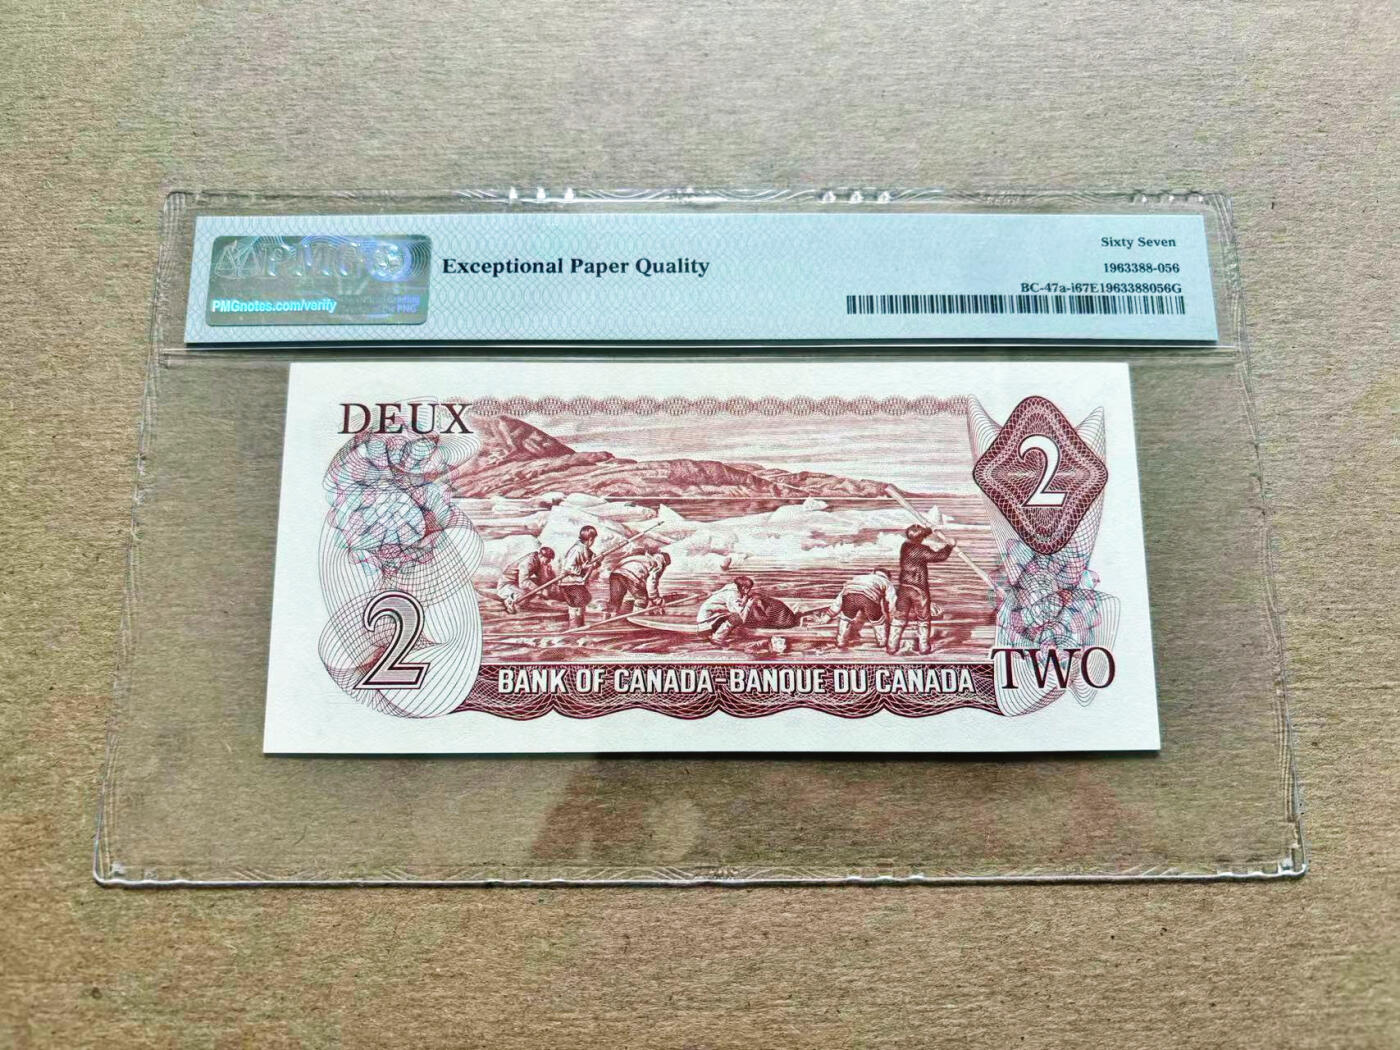 PMG
PMGnotes.com/verify
Exceptional Paper Quality
Sixty Seven
1963388-056
BC-47a-i67E1963388056G
DEUX
2
2
BANK OF CANADA-BANQUE DU CANADA
TWO